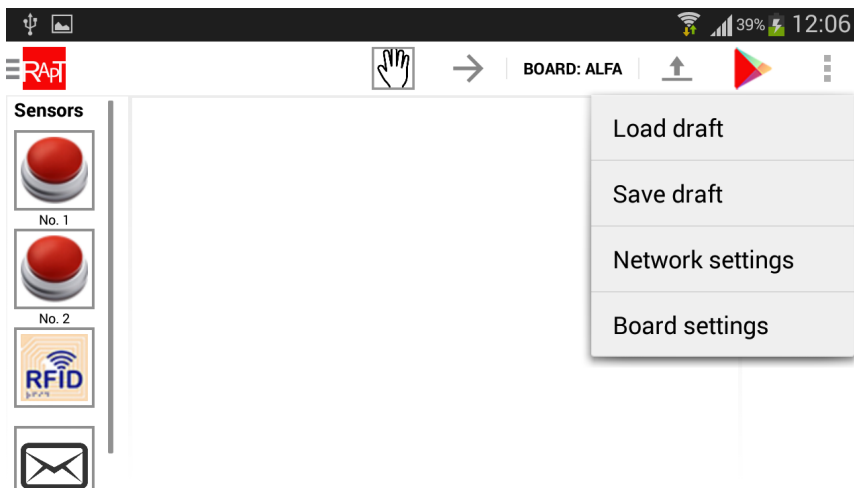 39% 12:06
RApT
BOARD: ALFA
Sensors
No. 1
No. 2
RFID
Load draft
Save draft
Network settings
Board settings